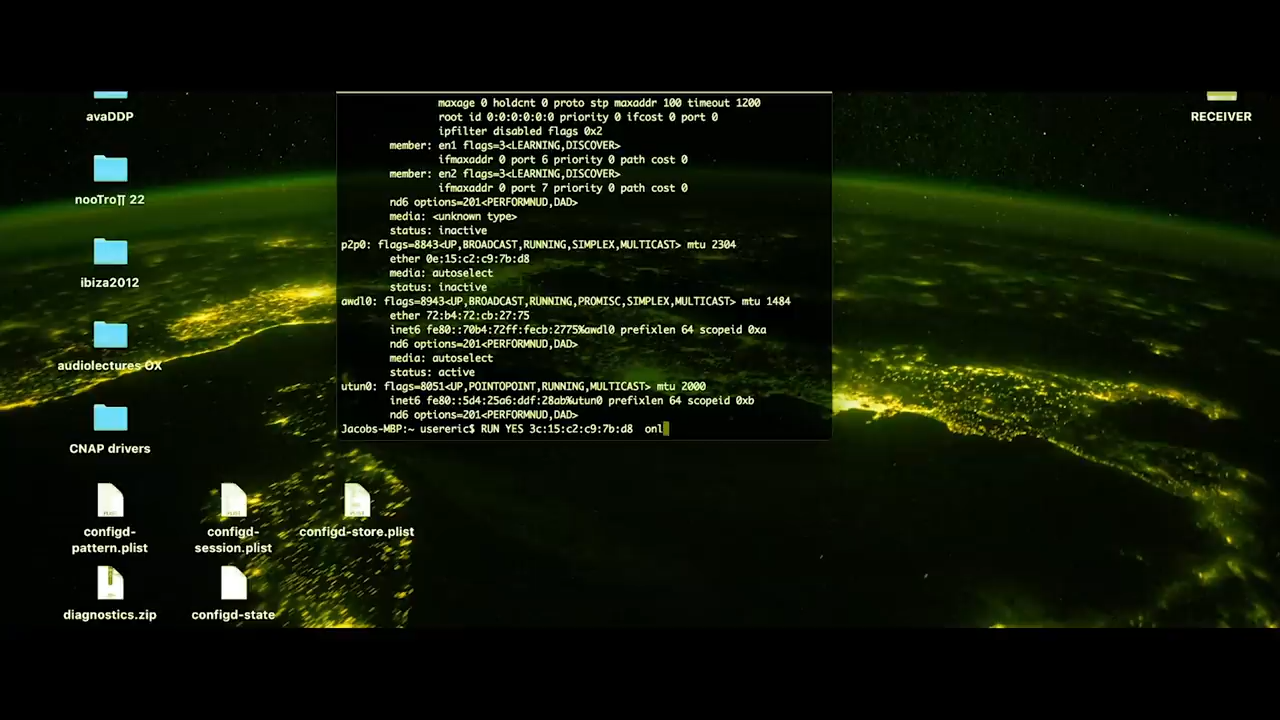 avaDDP
nooTro∏ 22
ibiza2012
audiolectures OX
CNAP drivers
configd-pattern.plist
configd-session.plist
configd-store.plist
diagnostics.zip
configd-state
maxage 0 holdcnt 0 proto stp maxaddr 100 timeout 1200
root id 0:0:0:0:0:0 priority 0 ifcost 0 port 0
ipfilter disabled flags 0x2
member: en1 flags=3<LEARNING,DISCOVER>
ifmaxaddr 0 port 6 priority 0 path cost 0
member: en2 flags=3<LEARNING,DISCOVER>
ifmaxaddr 0 port 7 priority 0 path cost 0
nd6 options=201<PERFORMNUD,DAD>
media: <unknown type>
status: inactive
p2p0: flags=8843<UP,BROADCAST,RUNNING,SIMPLEX,MULTICAST> mtu 2304
ether 0e:15:c2:c9:7b:d8
media: autoselect
status: inactive
awdl0: flags=8943<UP,BROADCAST,RUNNING,PROMISC,SIMPLEX,MULTICAST> mtu 1484
ether 72:b4:72:cb:27:75
inet6 fe80::70b4:72ff:fecb:2775%awdl0 prefixlen 64 scopeid 0xa
nd6 options=201<PERFORMNUD,DAD>
media: autoselect
status: active
utun0: flags=8051<UP,POINTOPOINT,RUNNING,MULTICAST> mtu 2000
inet6 fe80::5d4:25a6:ddf:28ab%utun0 prefixlen 64 scopeid 0xb
nd6 options=201<PERFORMNUD,DAD>
Jacobs-MBP:~ usereric$ RUN YES 3c:15:c2:c9:7b:d8  onl
RECEIVER